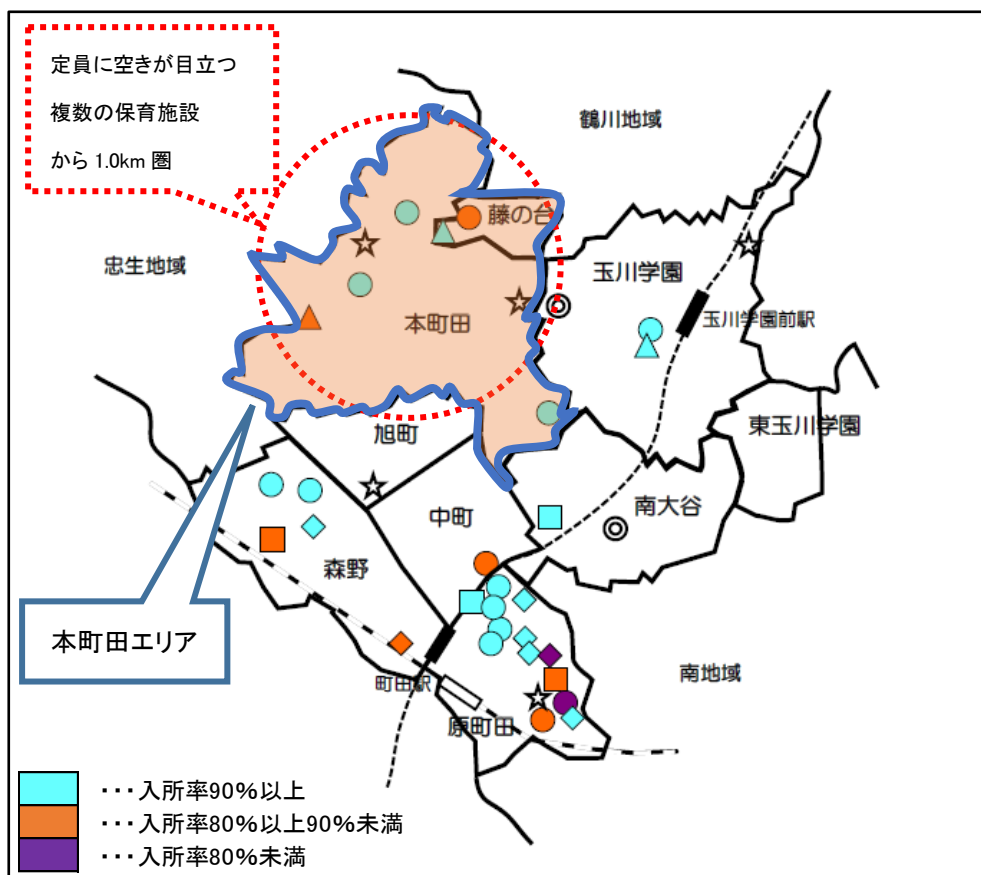 定員に空きが目立つ
複数の保育施設
から 1.0km 圏
鶴川地域
藤の台
忠生地域
玉川学園
本町田
玉川学園前駅
旭町
東玉川学園
中町
南大谷
森野
本町田エリア
町田駅
南地域
原町田
・・・入所率90%以上
・・・入所率80%以上90%未満
・・・入所率80%未満